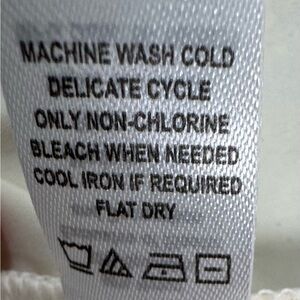 MACHINE WASH COLD
DELICATE CYCLE
ONLY NON-CHLORINE
BLEACH WHEN NEEDED
COOL IRON IF REQUIRED
FLAT DRY